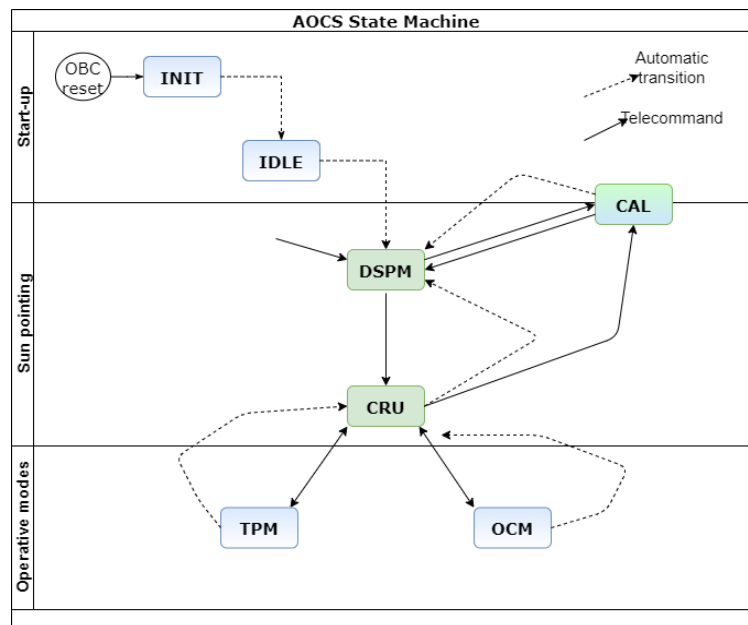 AOCS State Machine
Start-up
OBC
reset
INIT
Automatic
transition
Telecommand
IDLE
CAL
Sun pointing
DSPM
CRU
Operative modes
TPM
OCM